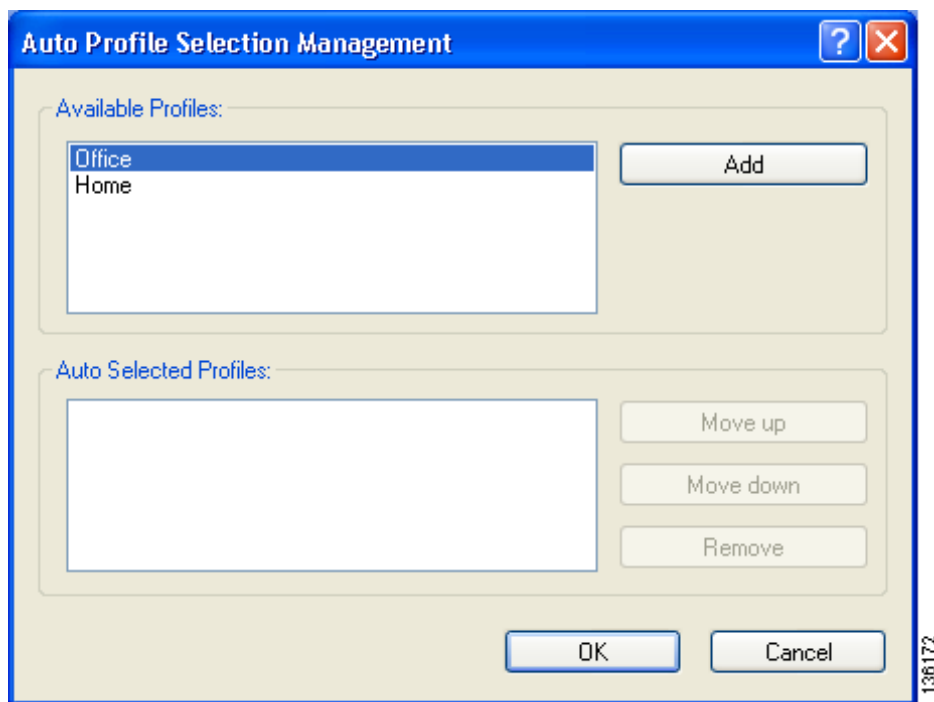 Auto Profile Selection Management
?
Available Profiles:
Office
Home
Add
Auto Selected Profiles:
Move up
Move down
Remove
OK
Cancel
136172